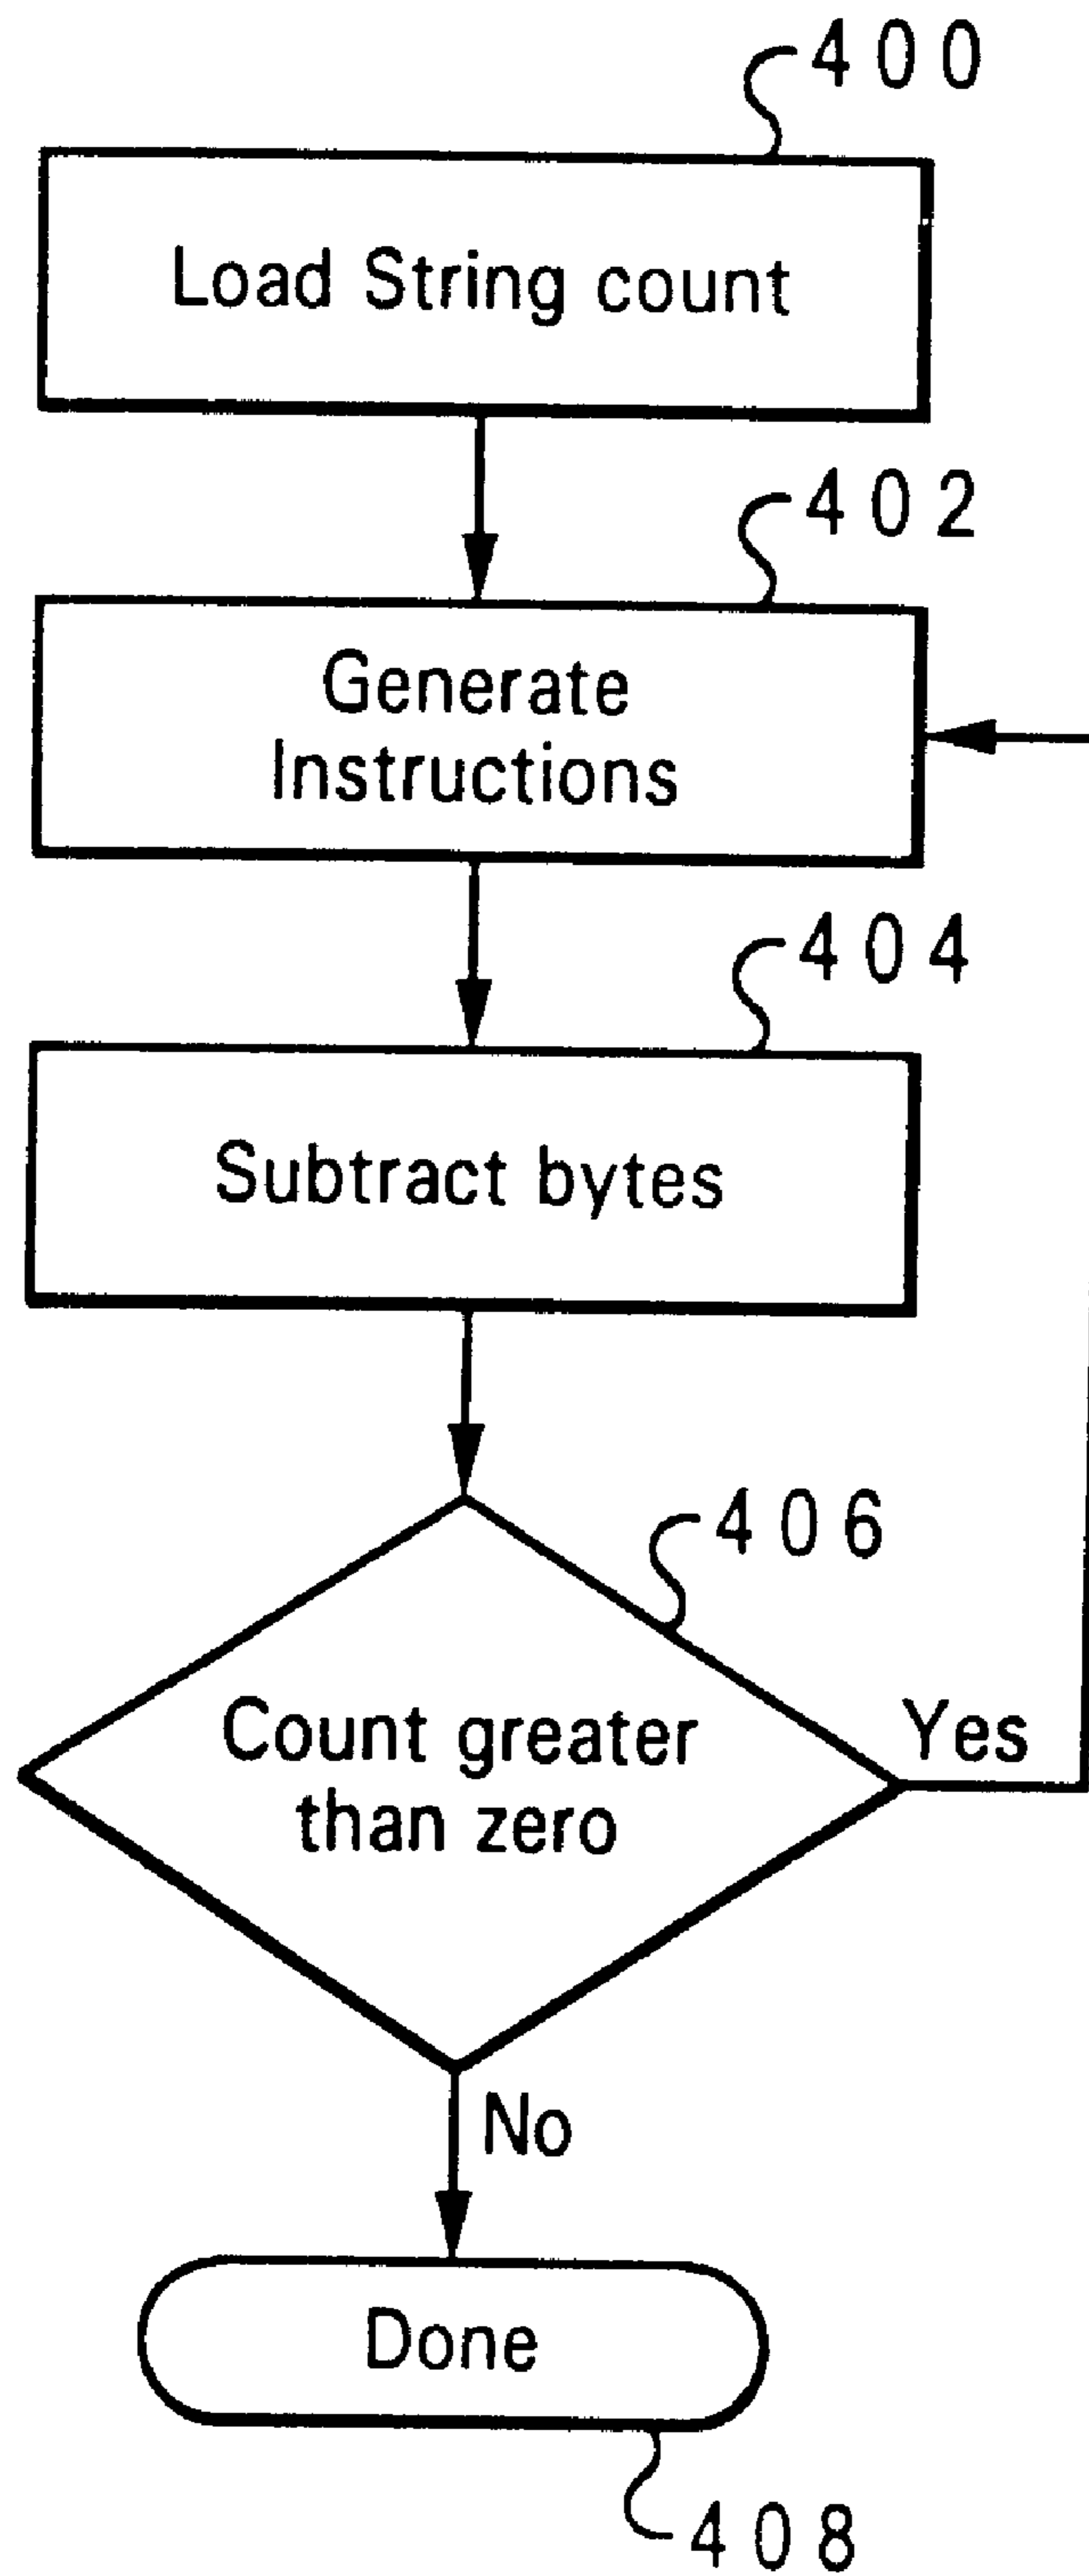 400
Load String count
402
Generate
Instructions
404
Subtract bytes
406
Count greater
than zero
Yes
No
Done
408